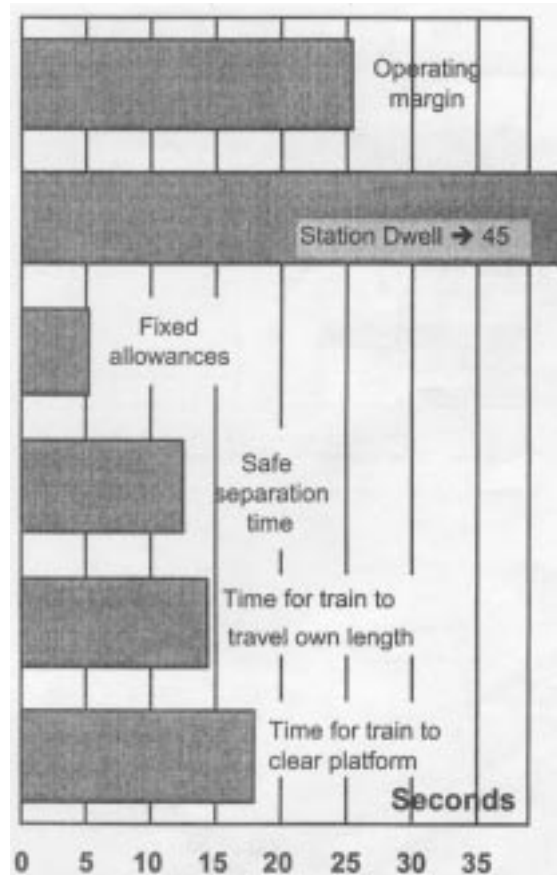 Operating
margin
Station Dwell ➔ 45
Fixed
allowances
Safe
separation
time
Time for train to
travel own length
Time for train to
clear platform
Seconds
0 5 10 15 20 25 30 35